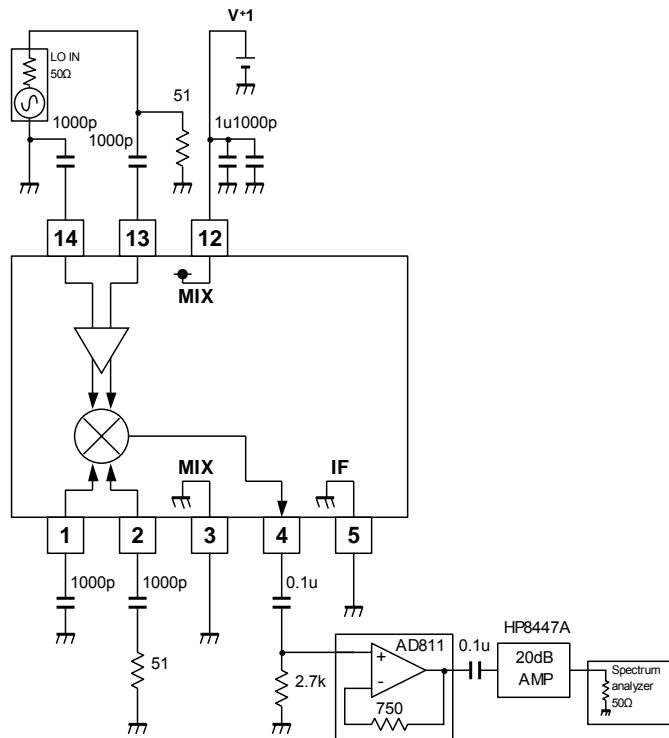 V+1
LO IN
50Ω
1000p
1000p
51
1u1000p
14
13
12
MIX
MIX
IF
1
2
3
4
5
1000p
1000p
0.1u
51
2.7k
AD811
+
-
750
0.1u
HP8447A
20dB
AMP
Spectrum
analyzer
50Ω